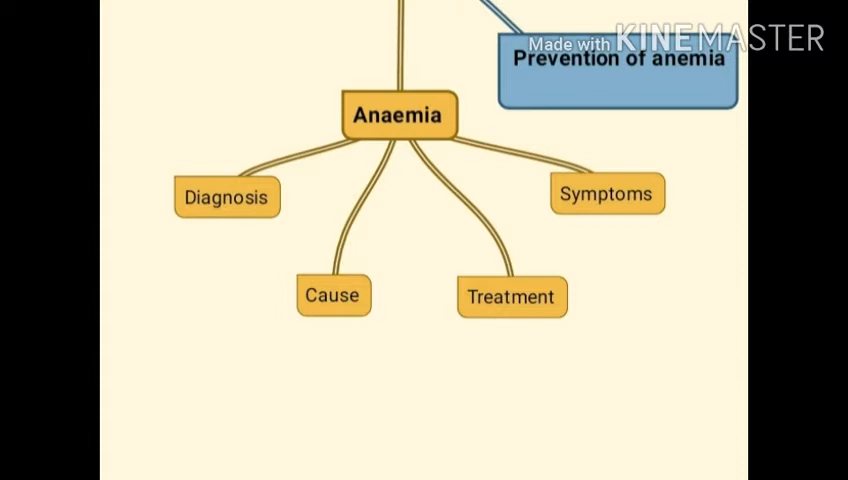 Made with KINEMASTER
Prevention of anemia
Anaemia
Diagnosis
Symptoms
Cause
Treatment